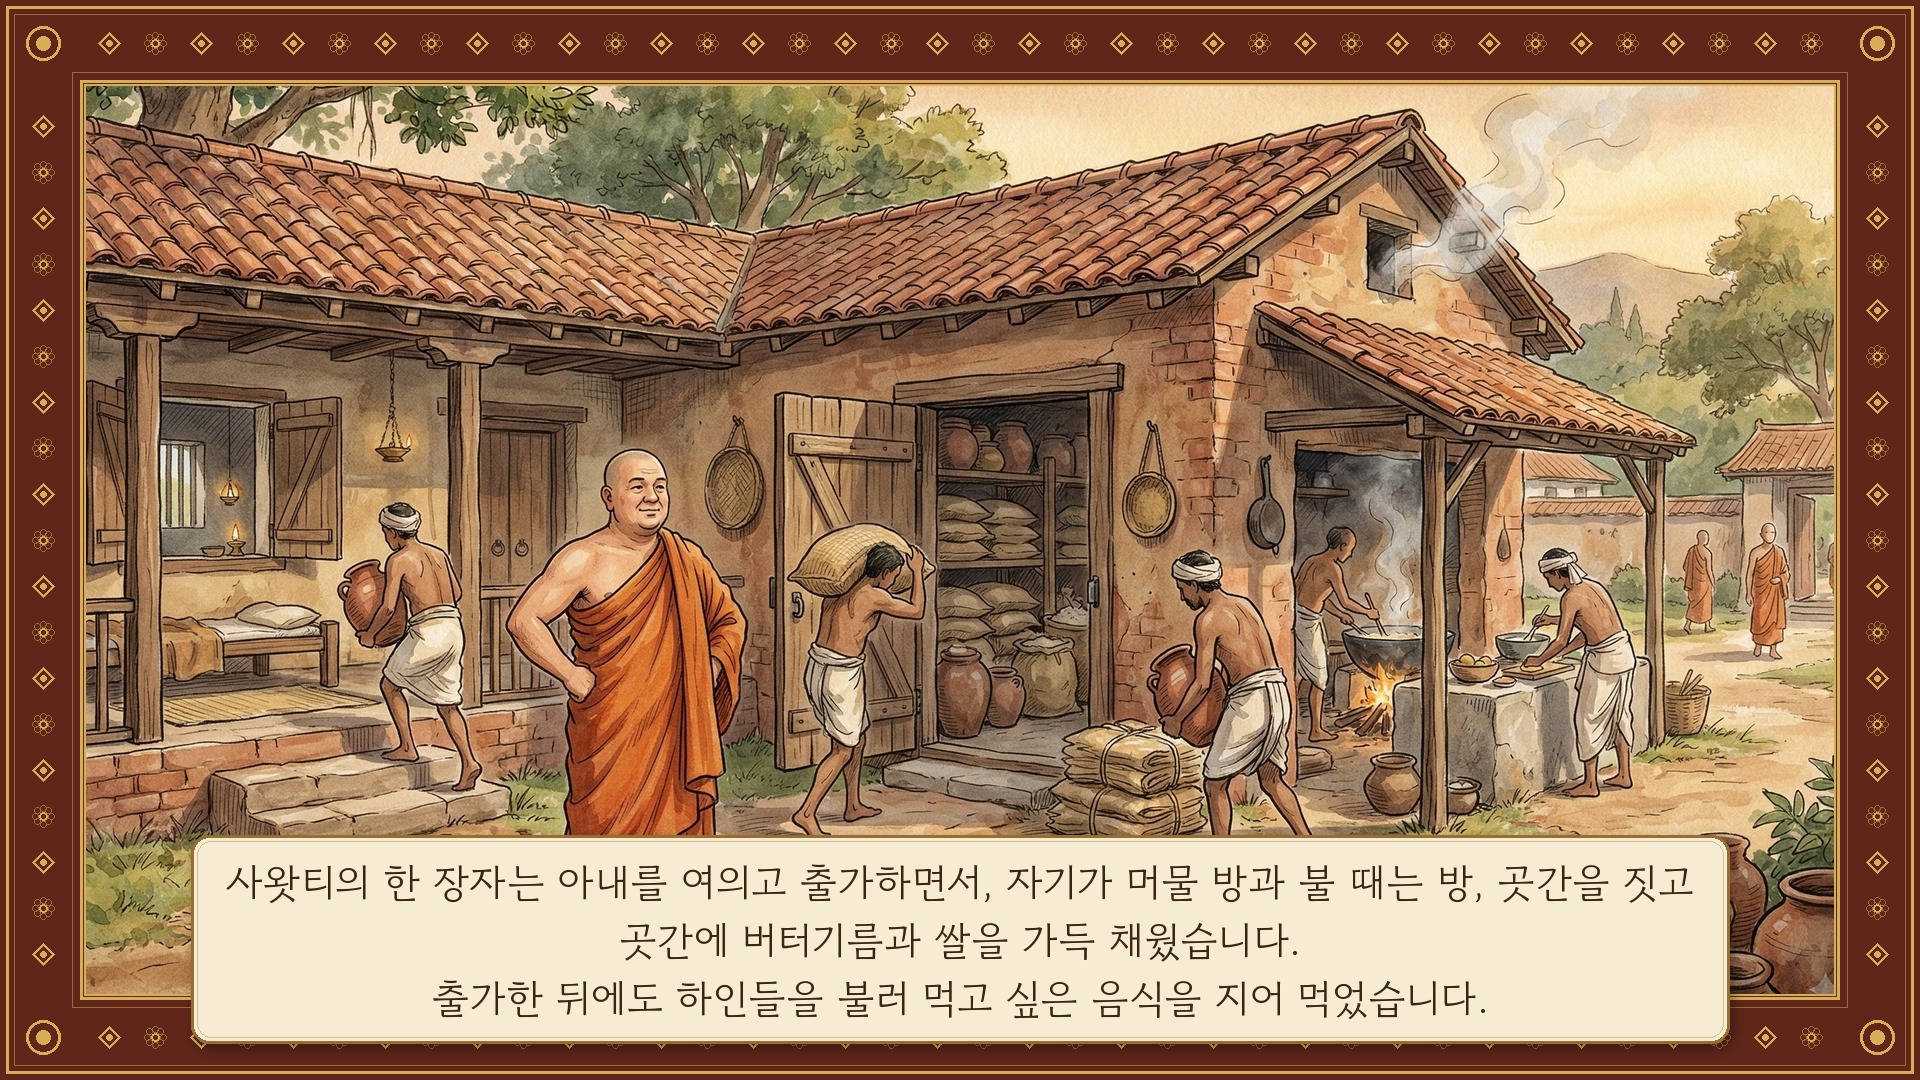 사왓티의 한 장자는 아내를 여의고 출가하면서, 자기가 머물 방과 불 때는 방, 곳간을 짓고
곳간에 버터기름과 쌀을 가득 채웠습니다.
출가한 뒤에도 하인들을 불러 먹고 싶은 음식을 지어 먹었습니다.